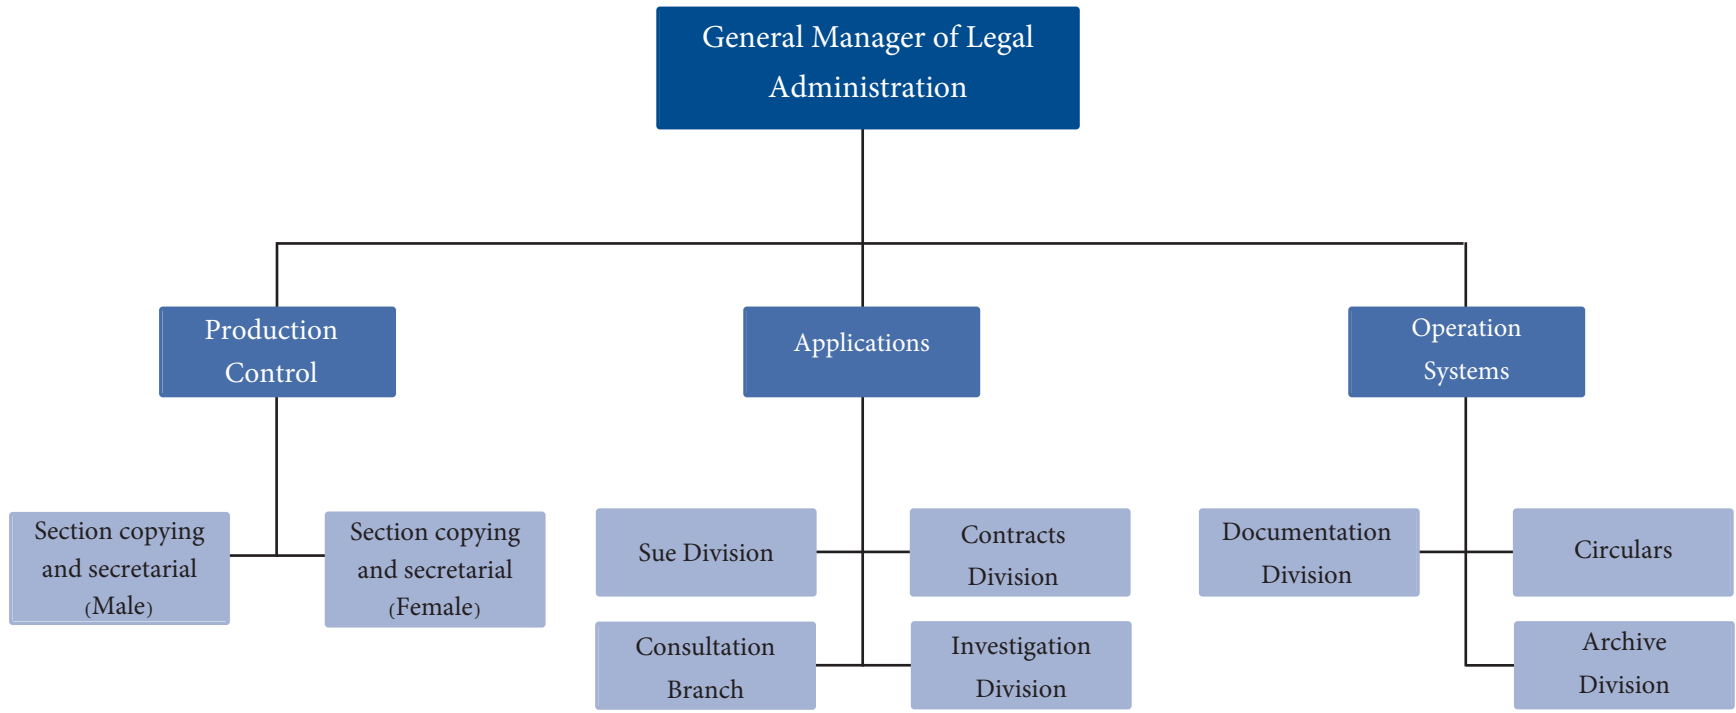 General Manager of Legal
Administration
Production
Control
Applications
Operation
Systems
Section copying
and secretarial
(Male)
Section copying
and secretarial
(Female)
Sue Division
Contracts
Division
Documentation
Division
Circulars
Consultation
Branch
Investigation
Division
Archive
Division